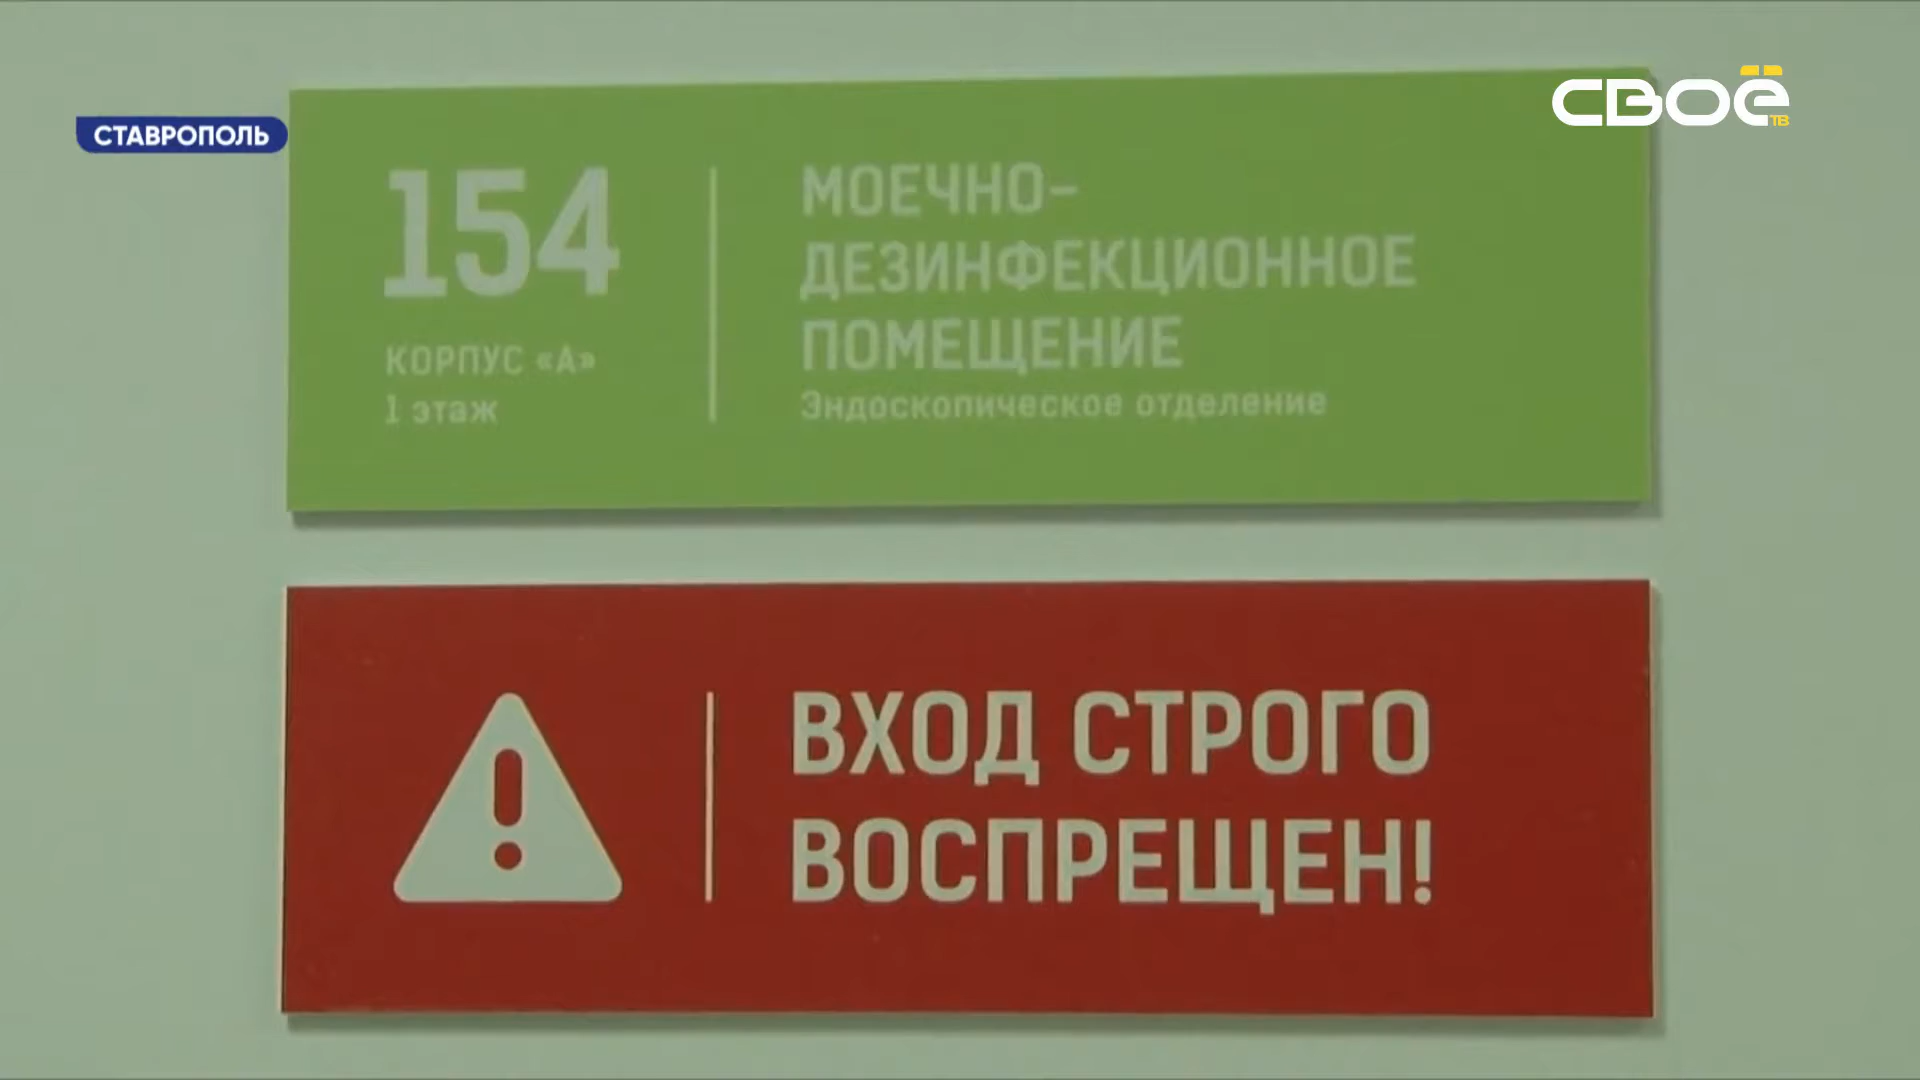 СТАВРОПОЛЬ
СВОЁ
ТВ
154
КОРПУС «А»
1 этаж
МОЕЧНО-
ДЕЗИНФЕКЦИОННОЕ
ПОМЕЩЕНИЕ
Эндоскопическое отделение
ВХОД СТРОГО
ВОСПРЕЩЕН!